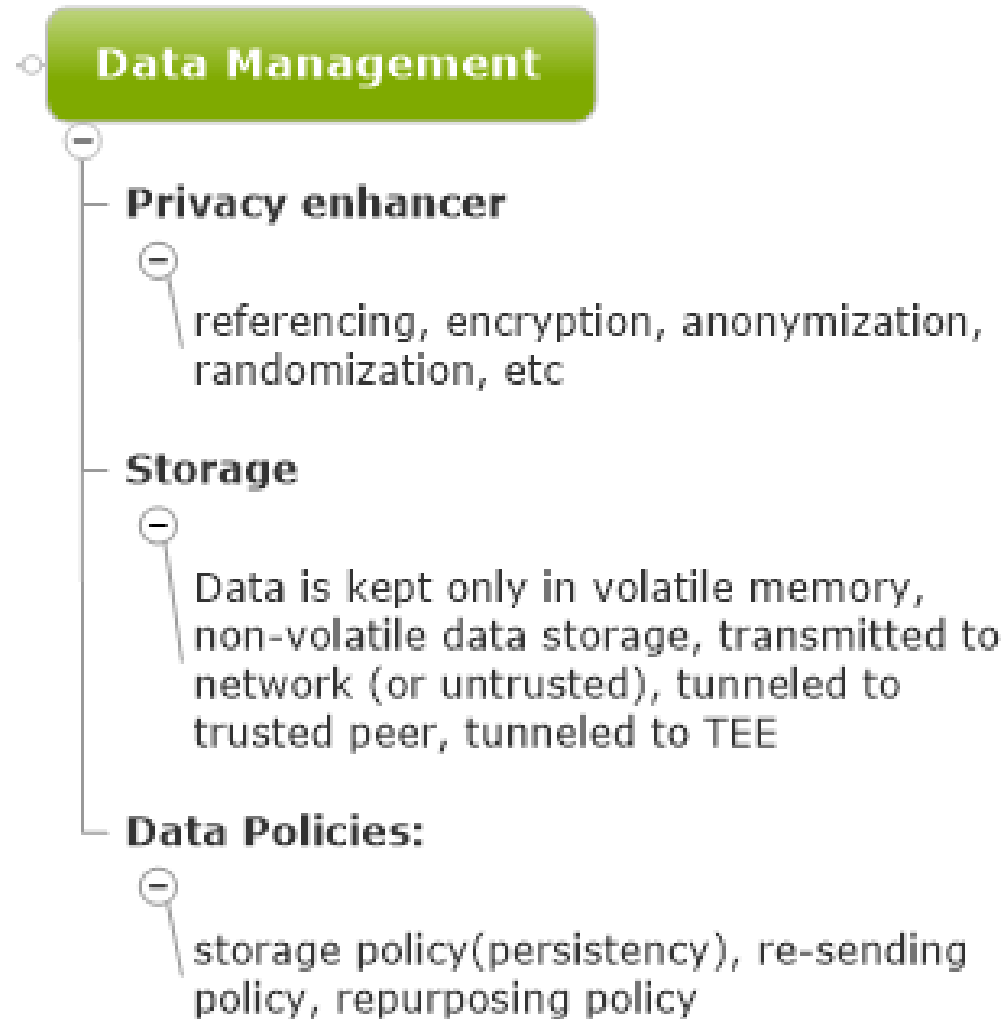 Data Management
Privacy enhancer
referencing, encryption, anonymization,
randomization, etc
Storage
Data is kept only in volatile memory,
non-volatile data storage, transmitted to
network (or untrusted), tunneled to
trusted peer, tunneled to TEE
Data Policies:
storage policy(persistency), re-sending
policy, repurposing policy